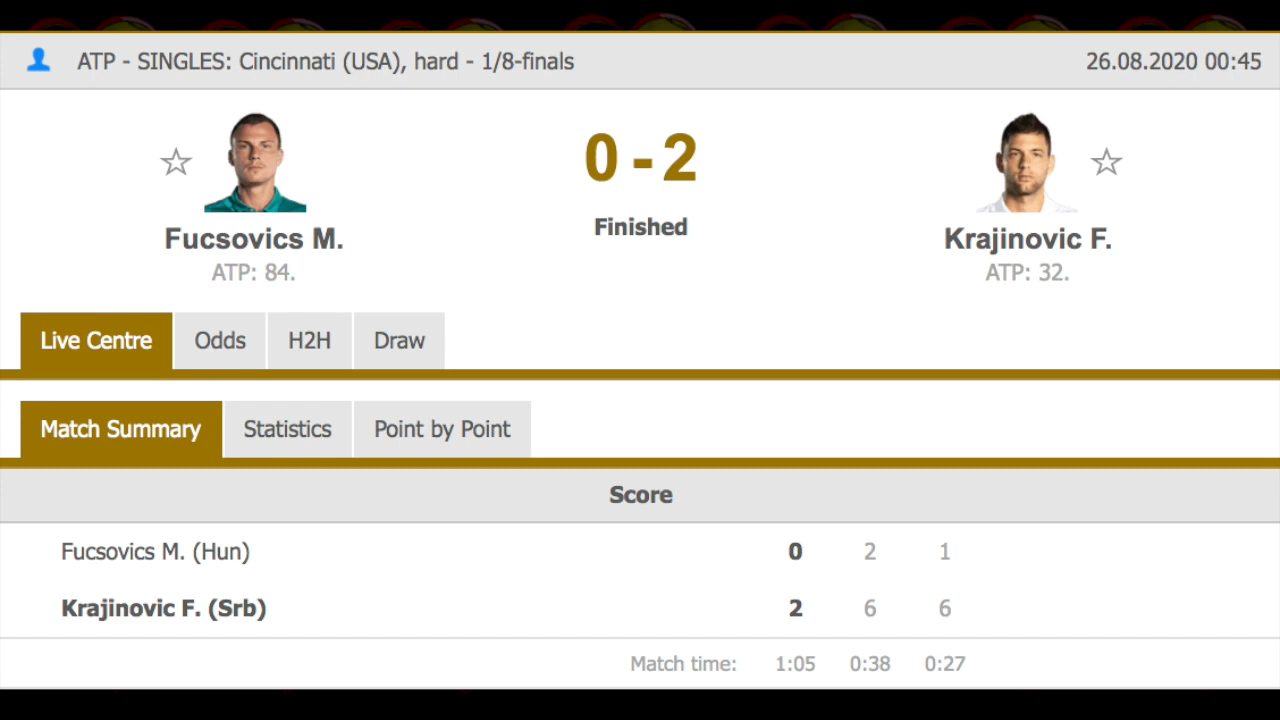 ATP - SINGLES: Cincinnati (USA), hard - 1/8-finals 26.08.2020 00:45
0 - 2
Finished
Fucsovics M. Krajinovic F.
ATP: 84. ATP: 32.
Live Centre Odds H2H Draw
Match Summary Statistics Point by Point
Score
Fucsovics M. (Hun) 0 2 1
Krajinovic F. (Srb) 2 6 6
Match time: 1:05 0:38 0:27